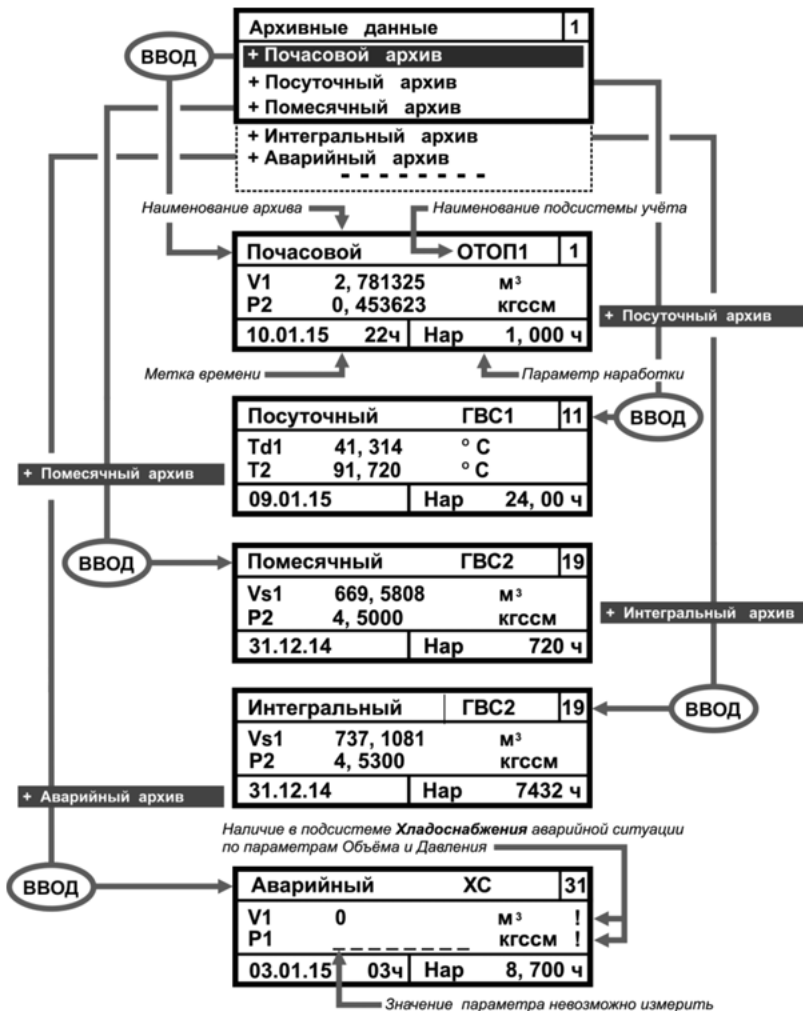 Архивные данные 1
ВВОД
+ Почасовой архив
+ Посуточный архив
+ Помесячный архив
+ Интегральный архив
+ Аварийный архив
Наименование архива
Наименование подсистемы учёта
Почасовой ОТОП1 1
V1 2, 781325 м³
P2 0, 453623 кгссм
10.01.15 22ч Нар 1, 000 ч
+ Посуточный архив
Метка времени
Параметр наработки
Посуточный ГВС1 11
ВВОД
Td1 41, 314 ° C
T2 91, 720 ° C
09.01.15 Нар 24, 00 ч
+ Помесячный архив
ВВОД
Помесячный ГВС2 19
Vs1 669, 5808 м³
P2 4, 5000 кгссм
31.12.14 Нар 720 ч
+ Интегральный архив
Интегральный ГВС2 19
ВВОД
Vs1 737, 1081 м³
P2 4, 5300 кгссм
31.12.14 Нар 7432 ч
+ Аварийный архив
Наличие в подсистеме Хладоснабжения аварийной ситуации
по параметрам Объёма и Давления
ВВОД
Аварийный ХС 31
V1 0 м³ !
P1 _ _ _ _ _ _ _ _ кгссм !
03.01.15 03ч Нар 8, 700 ч
Значение параметра невозможно измерить